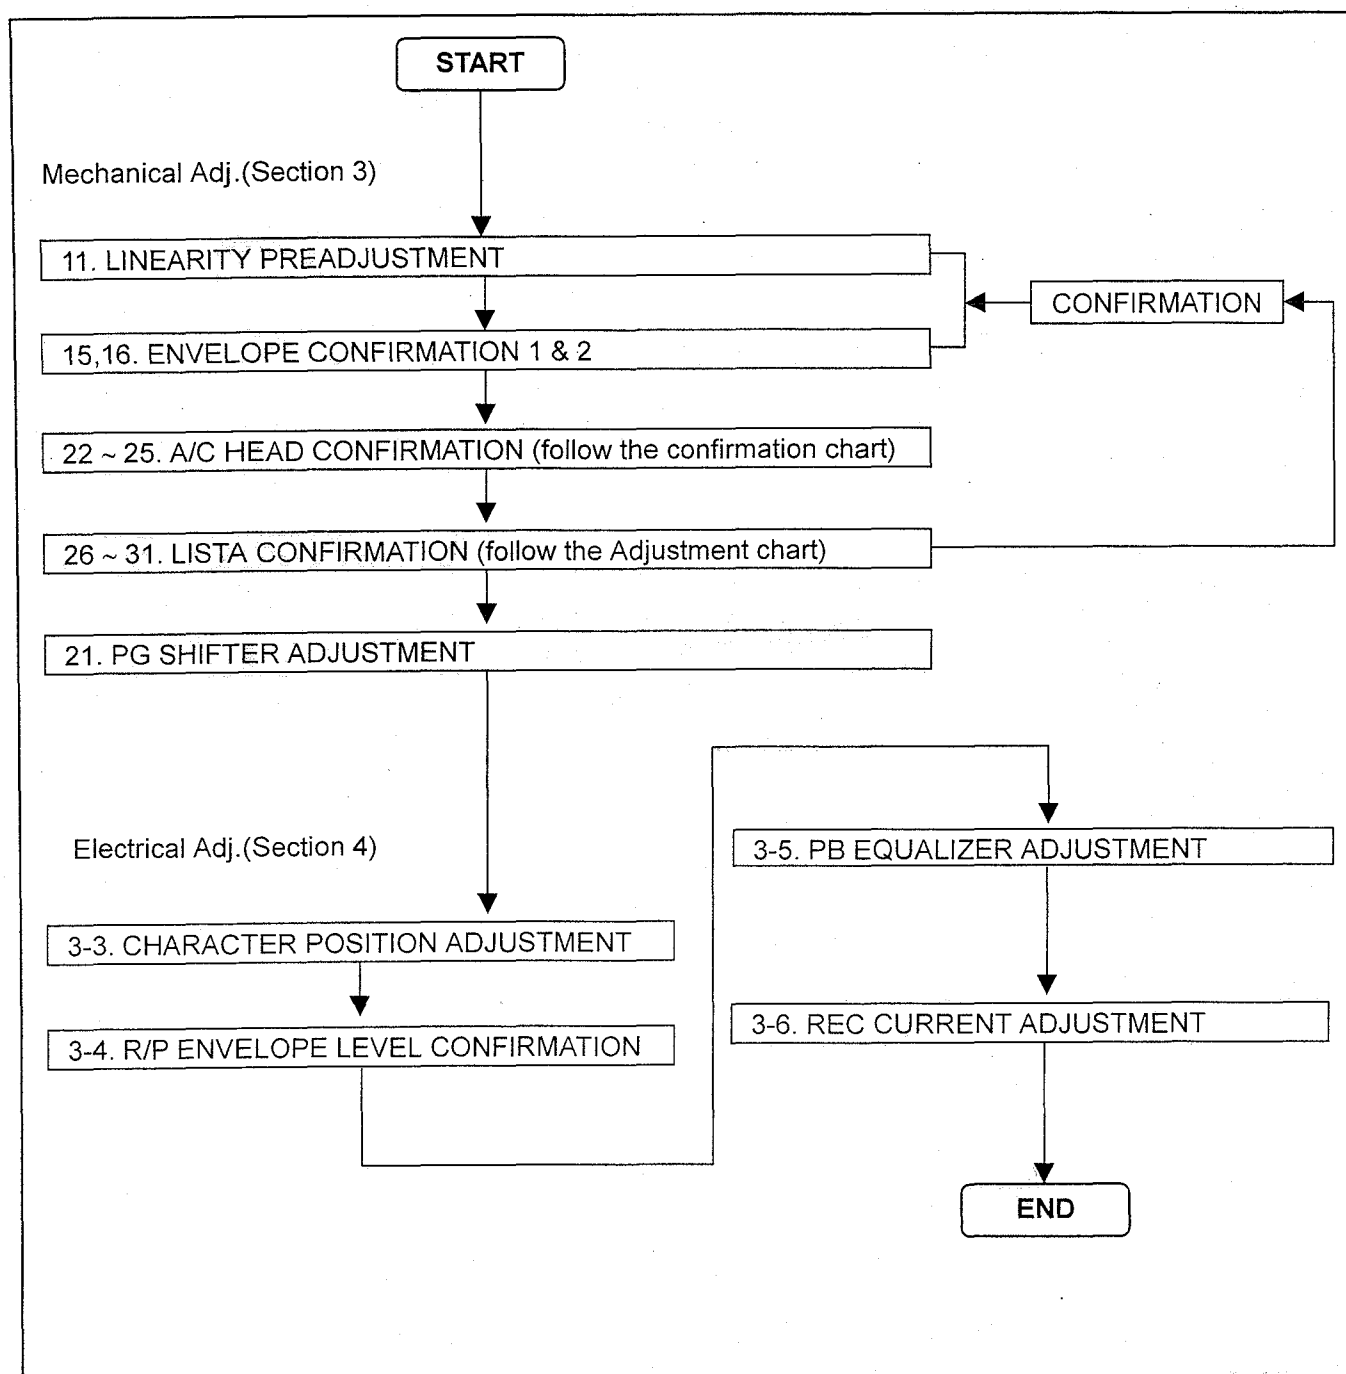 START
Mechanical Adj.(Section 3)
11. LINEARITY PREADJUSTMENT
CONFIRMATION
15,16. ENVELOPE CONFIRMATION 1 & 2
22 ~ 25. A/C HEAD CONFIRMATION (follow the confirmation chart)
26 ~ 31. LISTA CONFIRMATION (follow the Adjustment chart)
21. PG SHIFTER ADJUSTMENT
Electrical Adj.(Section 4)
3-3. CHARACTER POSITION ADJUSTMENT
3-4. R/P ENVELOPE LEVEL CONFIRMATION
3-5. PB EQUALIZER ADJUSTMENT
3-6. REC CURRENT ADJUSTMENT
END